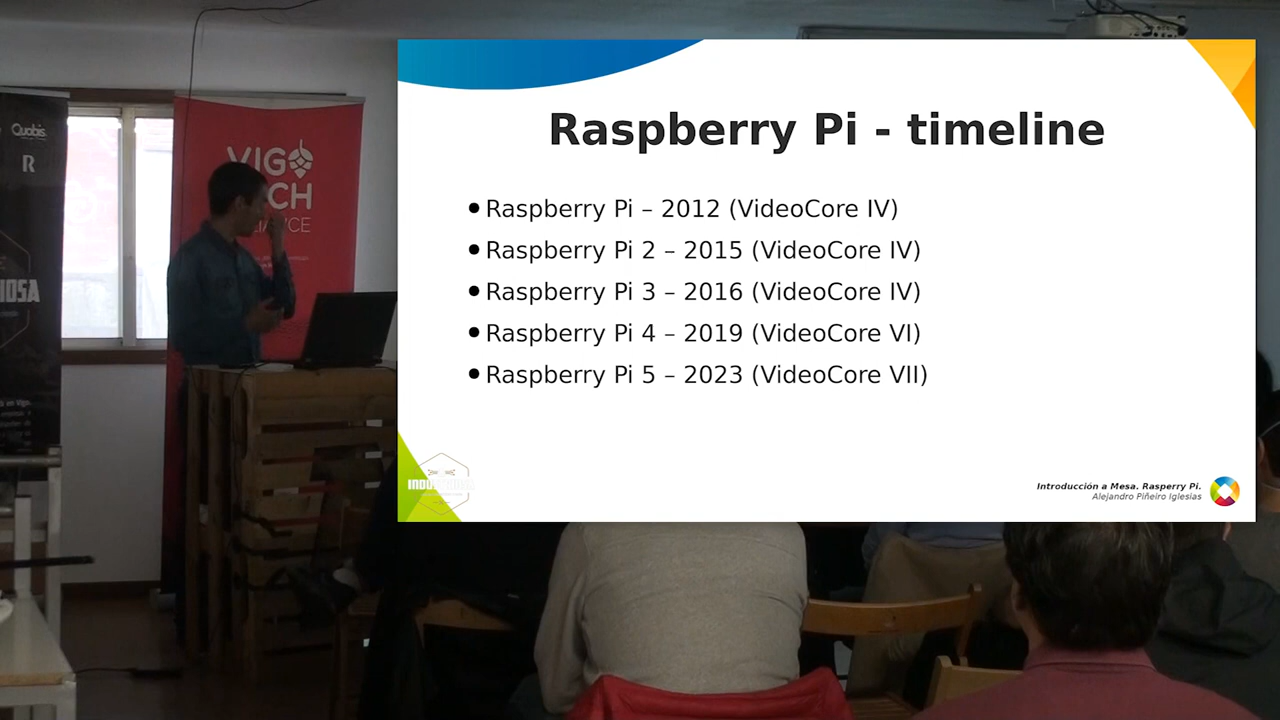 Quobis
R
VIGO
Raspberry Pi - timeline
Raspberry Pi – 2012 (VideoCore IV)
Raspberry Pi 2 – 2015 (VideoCore IV)
Raspberry Pi 3 – 2016 (VideoCore IV)
Raspberry Pi 4 – 2019 (VideoCore VI)
Raspberry Pi 5 – 2023 (VideoCore VII)
Introducción a Mesa. Rasperry Pi.
Alejandro Piñeiro Iglesias